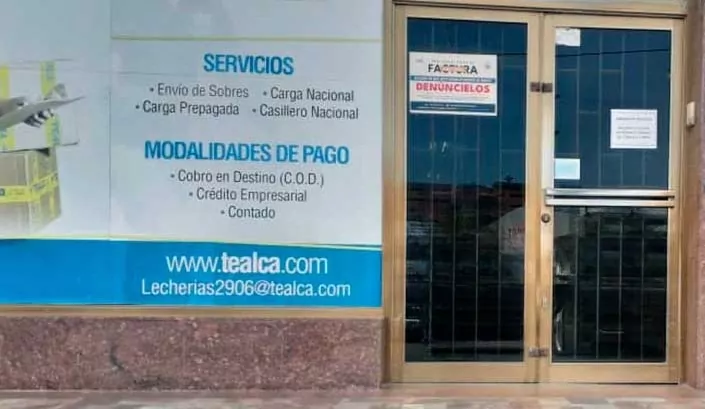 SERVICIOS
• Envío de Sobres • Carga Nacional
• Carga Prepagada • Casillero Nacional
MODALIDADES DE PAGO
• Cobro en Destino (C.O.D.)
• Crédito Empresarial
• Contado
www.tealca.com
Lecherias2906@tealca.com
FACTURA
DENÚNCIELOS